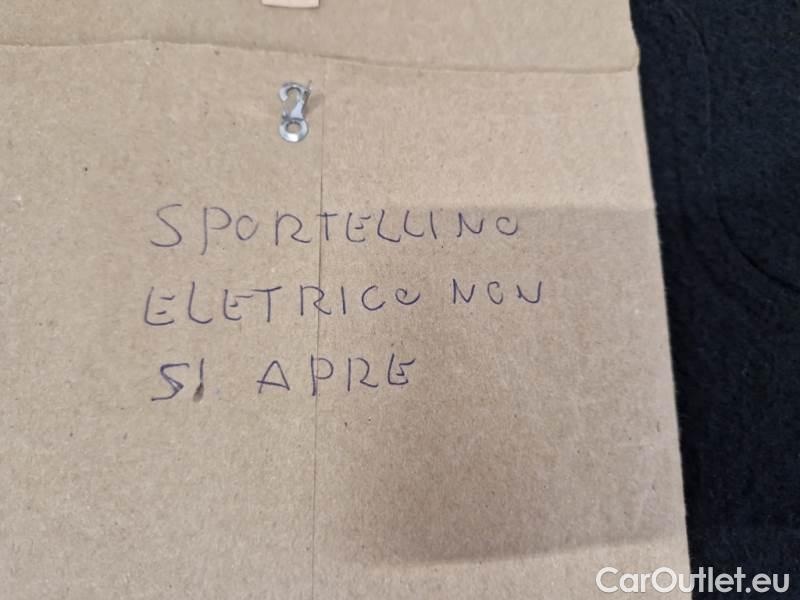 SPORTELLINO
ELETRICO NON
SI APRE
CarOutlet.eu